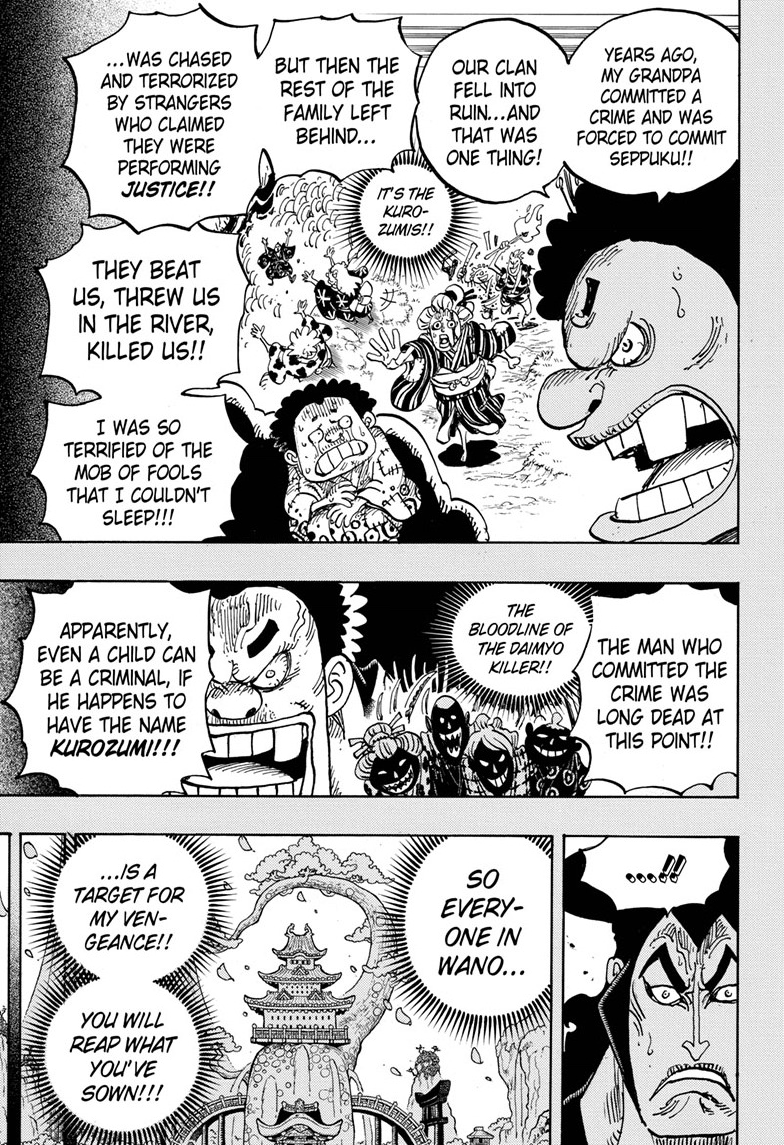 YEARS AGO,
MY GRANDPA
COMMITTED A
CRIME AND WAS
FORCED TO COMMIT
SEPPUKU!!
OUR CLAN
FELL INTO
RUIN...AND
THAT WAS
ONE THING!
BUT THEN THE
REST OF THE
FAMILY LEFT
BEHIND...
...WAS CHASED
AND TERRORIZED
BY STRANGERS
WHO CLAIMED
THEY WERE
PERFORMING
JUSTICE!!
IT'S THE
KURO-
ZUMIS!!
THEY BEAT
US, THREW US
IN THE RIVER,
KILLED US!!
I WAS SO
TERRIFIED OF THE
MOB OF FOOLS
THAT I COULDN'T
SLEEP!!!
THE MAN WHO
COMMITTED THE
CRIME WAS
LONG DEAD AT
THIS POINT!!
THE
BLOODLINE OF
THE DAIMYO
KILLER!!
APPARENTLY,
EVEN A CHILD CAN
BE A CRIMINAL, IF
HE HAPPENS TO
HAVE THE NAME
KUROZUMI!!!
.....!!
SO
EVERY-
ONE IN
WANO...
...IS A
TARGET FOR
MY VEN-
GEANCE!!
YOU WILL
REAP WHAT
YOU'VE
SOWN!!!